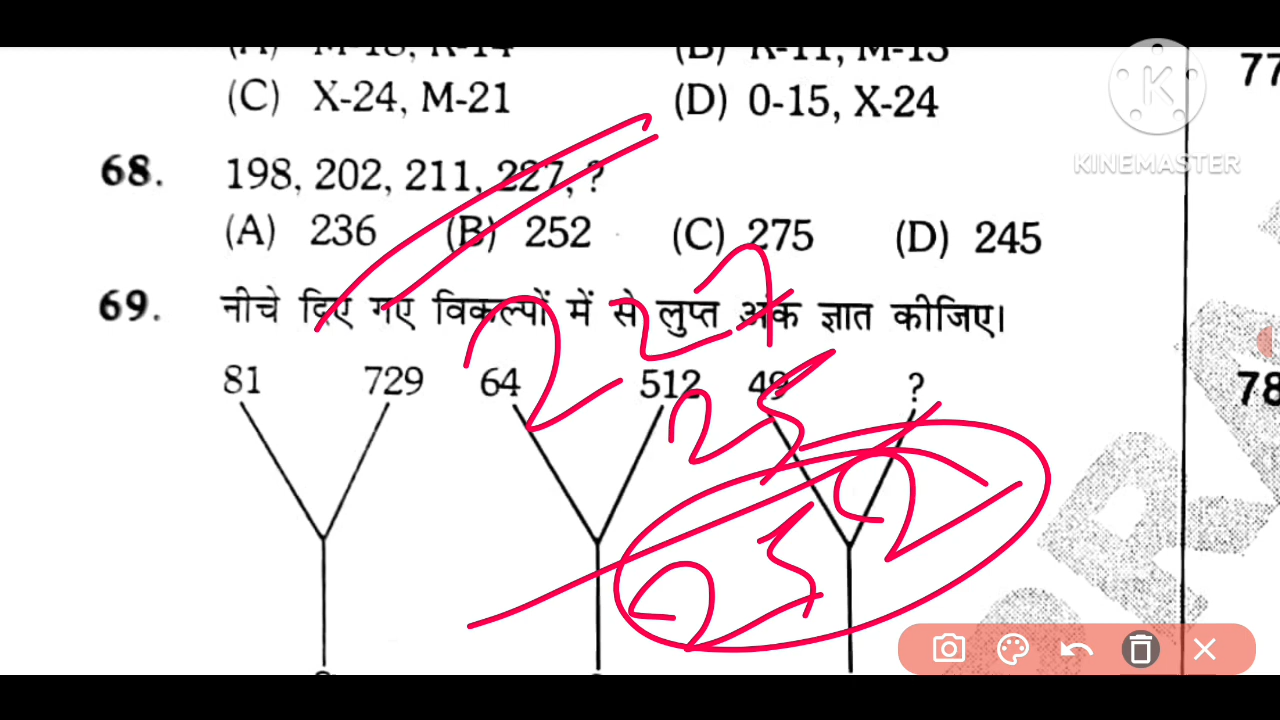 (C) X-24, M-21 (D) 0-15, X-24
77
KINEMASTER
68. 198, 202, 211, 227, ?
(A) 236 (B) 252 (C) 275 (D) 245
69. नीचे दिए गए विकल्पों में से लुप्त अंक ज्ञात कीजिए।
81 729 64 512 49 ?
78
227
25
252